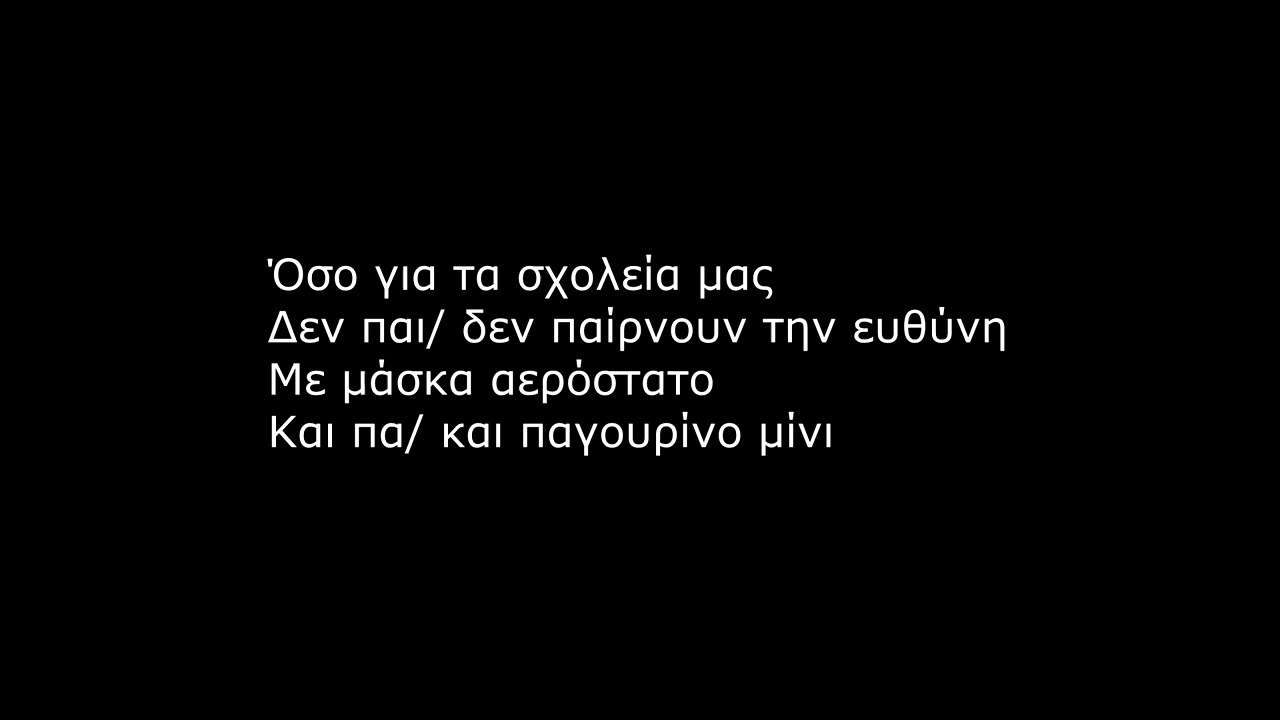 Όσο για τα σχολεία μας
Δεν παι/ δεν παίρνουν την ευθύνη
Με μάσκα αερόστατο
Και πα/ και παγουρίνο μίνι